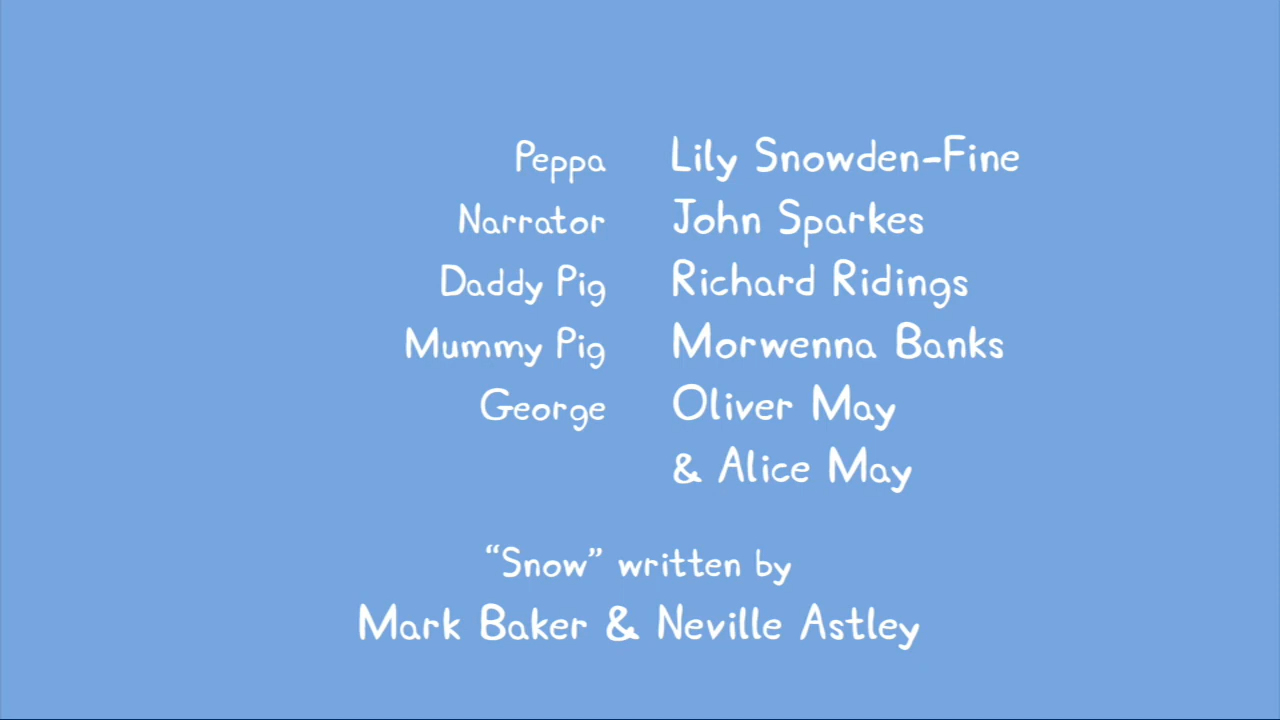 Peppa Lily Snowden-Fine
Narrator John Sparkes
Daddy Pig Richard Ridings
Mummy Pig Morwenna Banks
George Oliver May
& Alice May
“Snow” written by
Mark Baker & Neville Astley